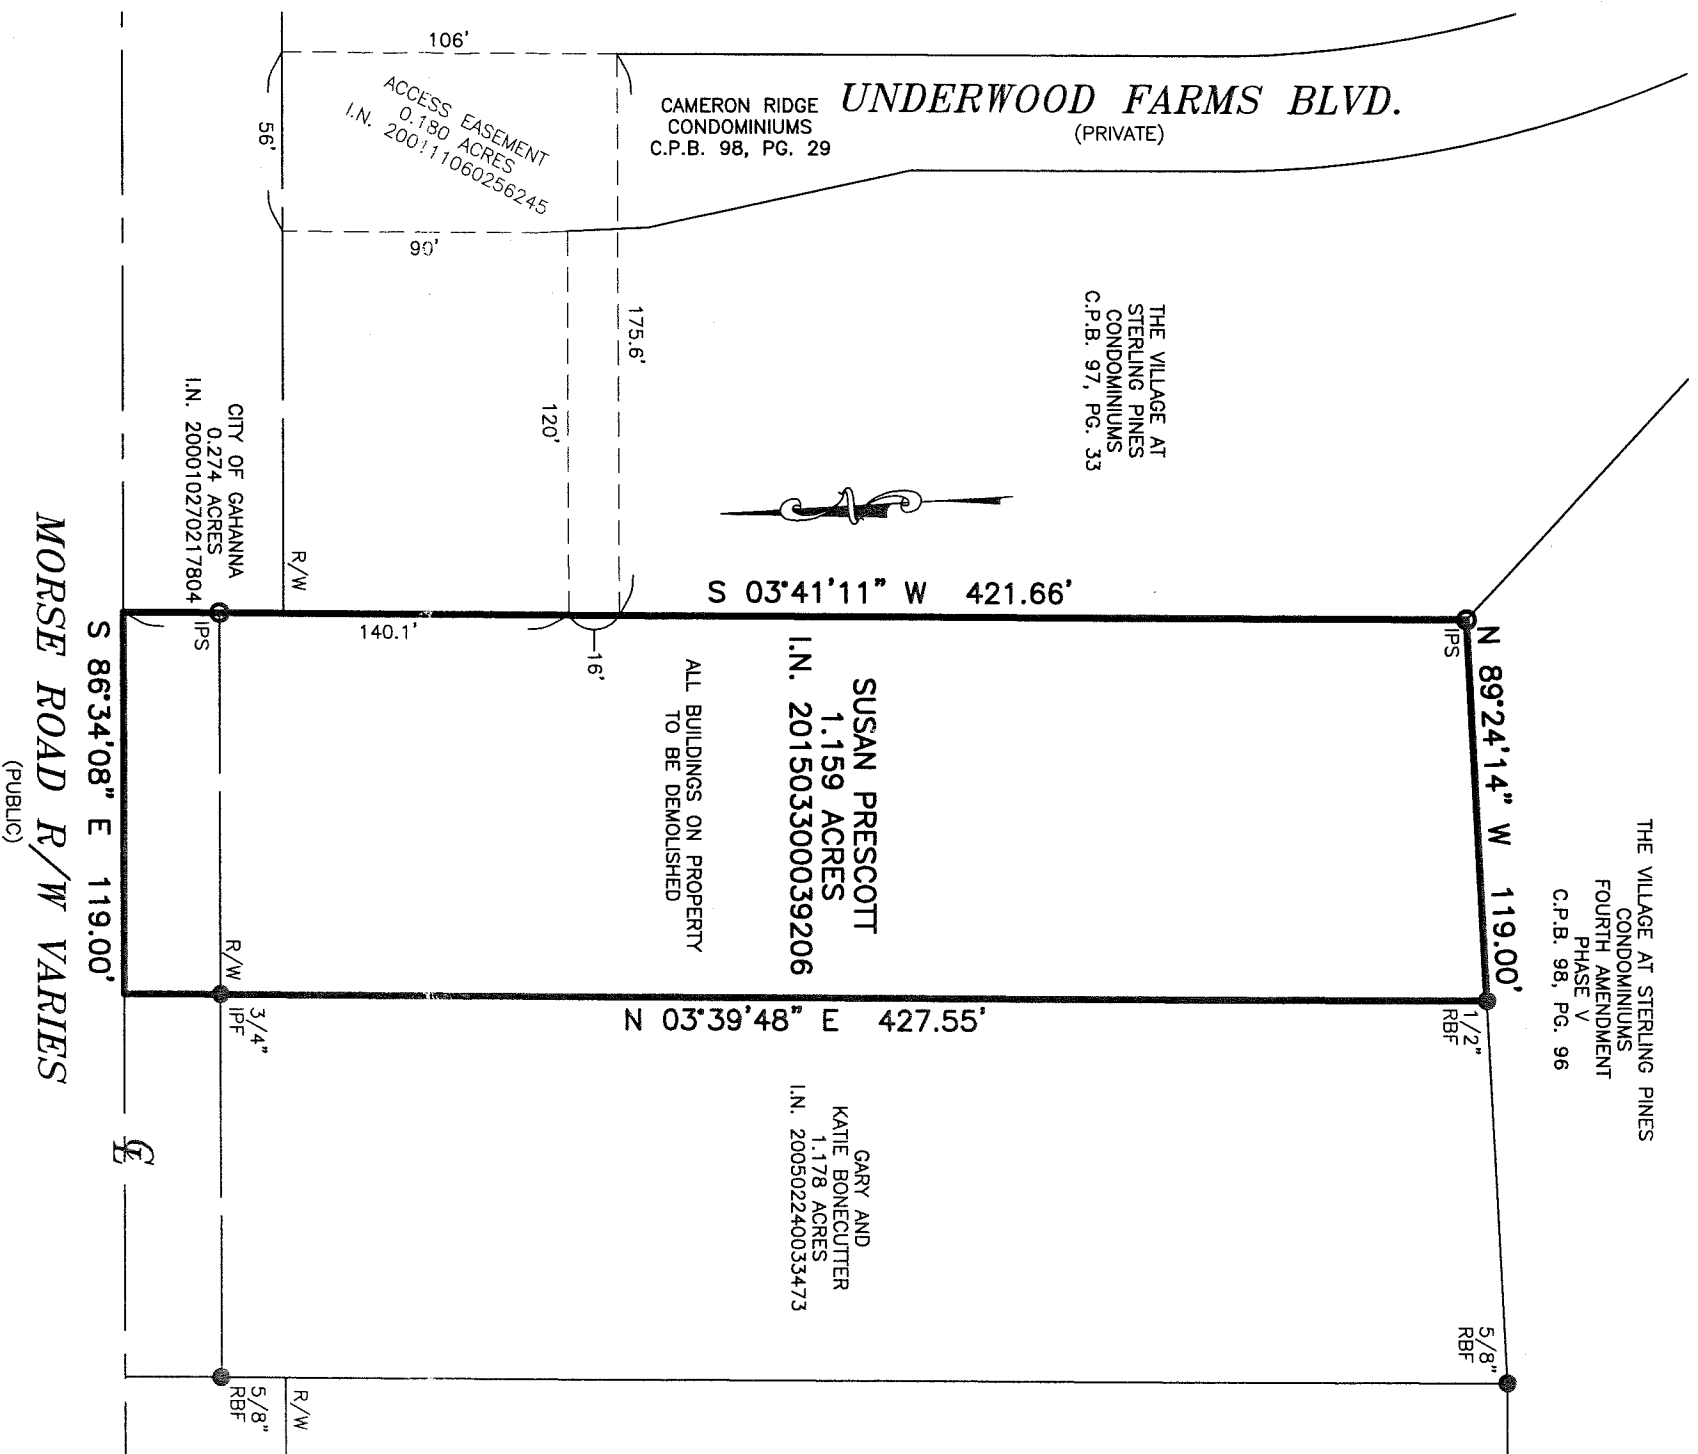 UNDERWOOD FARMS BLVD.
(PRIVATE)
CAMERON RIDGE
CONDOMINIUMS
C.P.B. 98, PG. 29
106'
ACCESS EASEMENT
0.180 ACRES
I.N. 200111060256245
56'
90'
175.6'
120'
THE VILLAGE AT
STERLING PINES
CONDOMINIUMS
C.P.B. 97, PG. 33
CITY OF GAHANNA
0.274 ACRES
I.N. 200010270217804
R/W
IPS
140.1'
16'
S 03°41'11" W 421.66'
IPS
N 89°24'14" W 119.00'
THE VILLAGE AT STERLING PINES
CONDOMINIUMS
FOURTH AMENDMENT
PHASE V
C.P.B. 98, PG. 96
SUSAN PRESCOTT
1.159 ACRES
I.N. 201503300039206
ALL BUILDINGS ON PROPERTY
TO BE DEMOLISHED
S 86°34'08" E 119.00'
MORSE ROAD R/W VARIES
(PUBLIC)
R/W
3/4"
IPF
N 03°39'48" E 427.55'
1/2"
RBF
GARY AND
KATIE BONECUTTER
1.178 ACRES
I.N. 200502240033473
5/8"
RBF
R/W
5/8"
RBF
CL